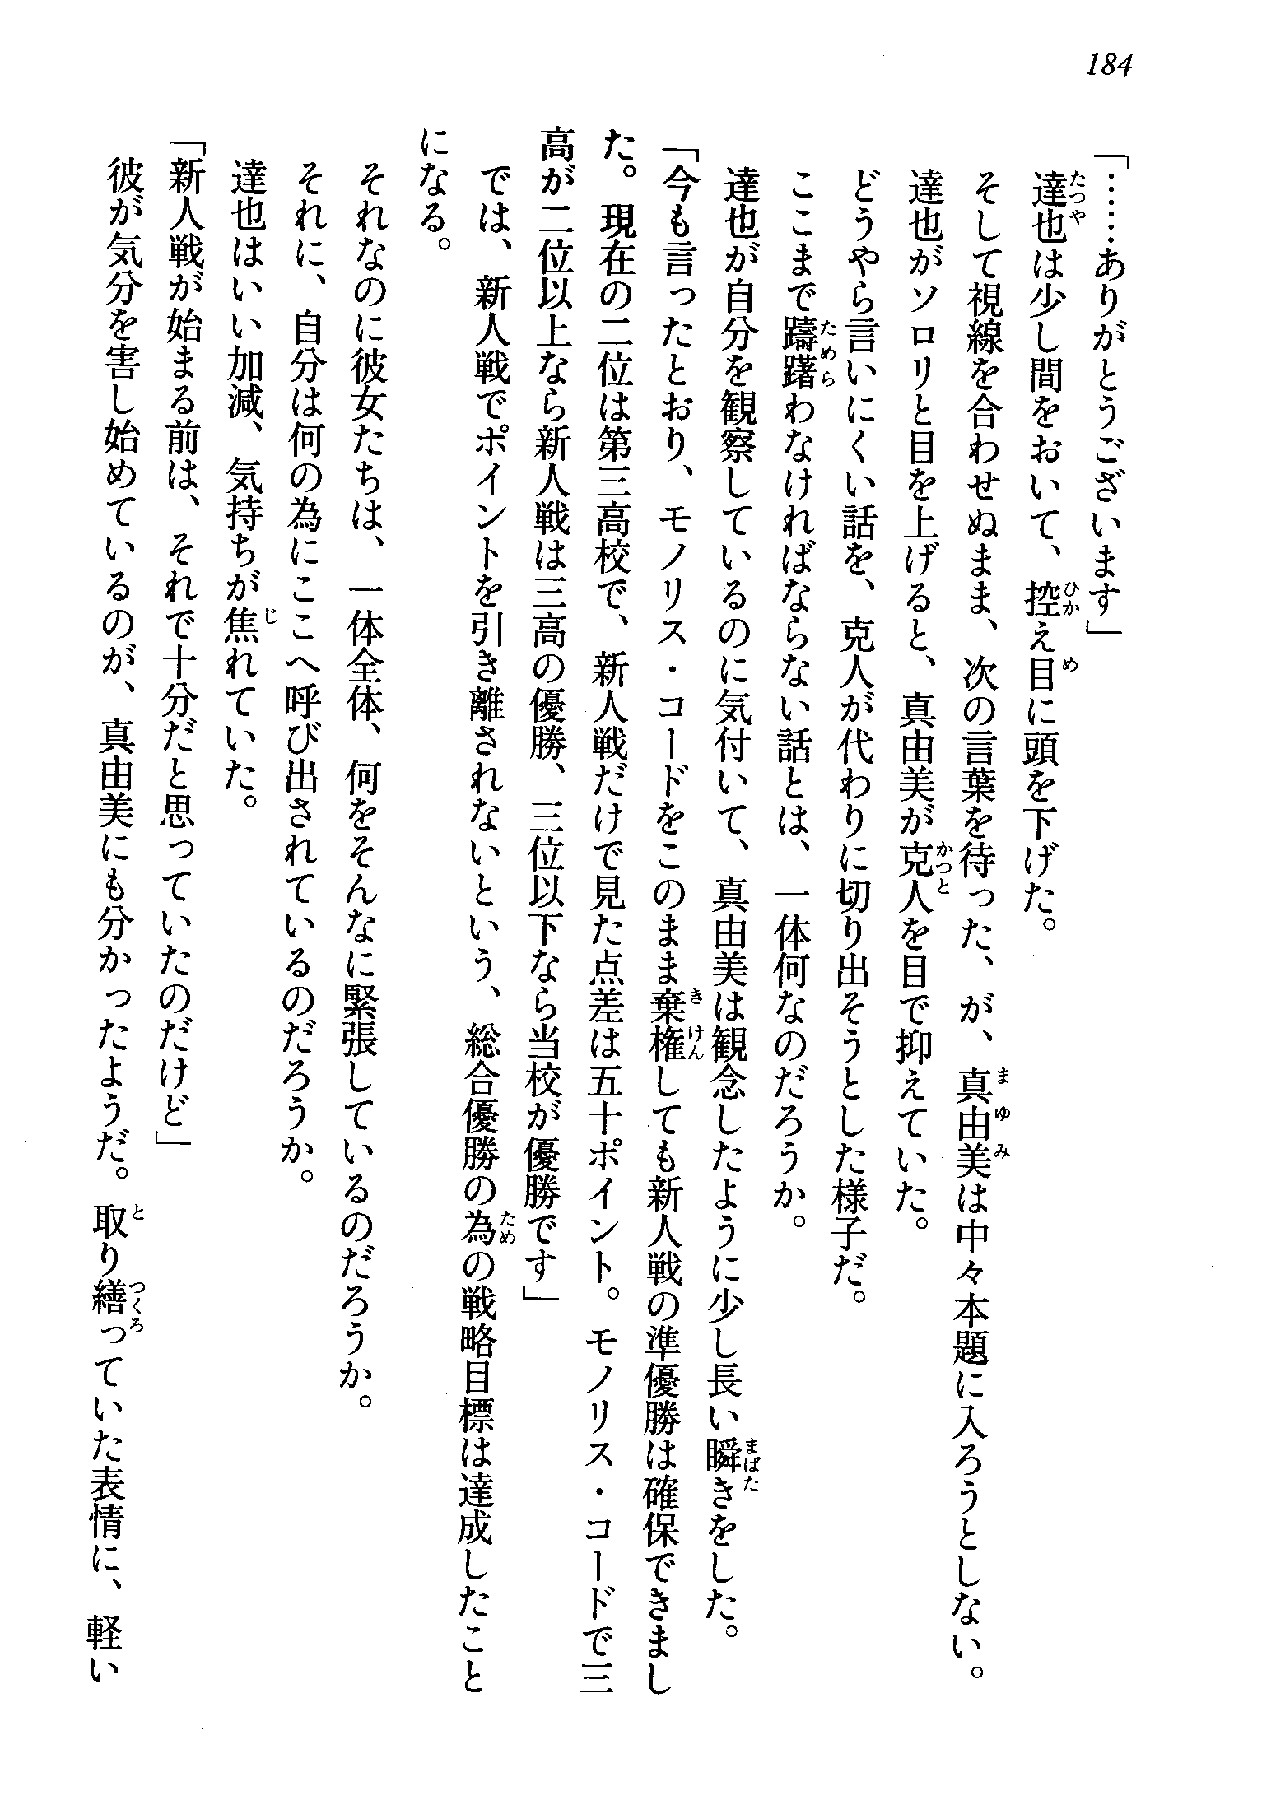 184
「……ありがとうございます」
達也は少し間をおいて、控え目に頭を下げた。
そして視線を合わせぬまま、次の言葉を待った、が、真由美は中々本題に入ろうとしない。
達也がソロリと目を上げると、真由美が克人を目で抑えていた。
どうやら言いにくい話を、克人が代わりに切り出そうとした様子だ。
ここまで躊躇わなければならない話とは、一体何なのだろうか。
達也が自分を観察しているのに気付いて、真由美は観念したように少し長い瞬きをした。
「今も言ったとおり、モノリス・コードをこのまま棄権しても新人戦の準優勝は確保できまし
た。現在の二位は第三高校で、新人戦だけで見た点差は五十ポイント。モノリス・コードで三
高が二位以上なら新人戦は三高の優勝、三位以下なら当校が優勝です」
では、新人戦でポイントを引き離されないという、総合優勝の為の戦略目標は達成したこと
になる。
それなのに彼女たちは、一体全体、何をそんなに緊張しているのだろうか。
それに、自分は何の為にここへ呼び出されているのだろうか。
達也はいい加減、気持ちが焦れていた。
「新人戦が始まる前は、それで十分だと思っていたのだけど」
彼が気分を害し始めているのが、真由美にも分かったようだ。取り繕っていた表情に、軽い